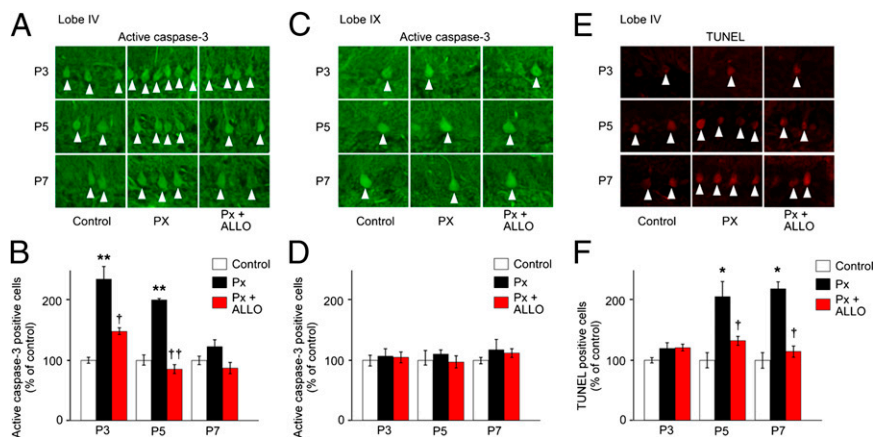 A Lobe IV
Active caspase-3
P3
P5
P7
Control PX Px +
ALLO
C Lobe IX
Active caspase-3
P3
P5
P7
Control PX Px +
ALLO
E Lobe IV
TUNEL
P3
P5
P7
Control PX Px +
ALLO
B
Active caspase-3 positive cells
(% of control)
200
100
0
** ** † ††
Control
Px
Px +
ALLO
P3 P5 P7
D
Active caspase-3 positive cells
(% of control)
200
100
0
Control
Px
Px +
ALLO
P3 P5 P7
F
TUNEL positive cells
(% of control)
200
100
0
* * † †
Control
Px
Px +
ALLO
P3 P5 P7